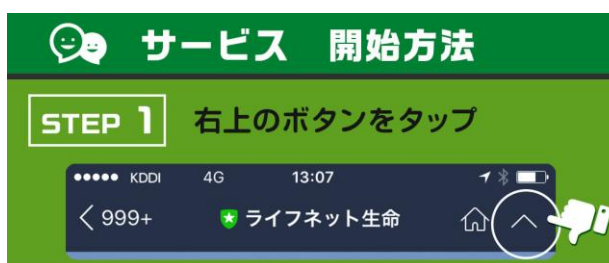 サービス 開始方法
STEP 1 右上のボタンをタップ
KDDI 4G 13:07
999+ ライフネット生命